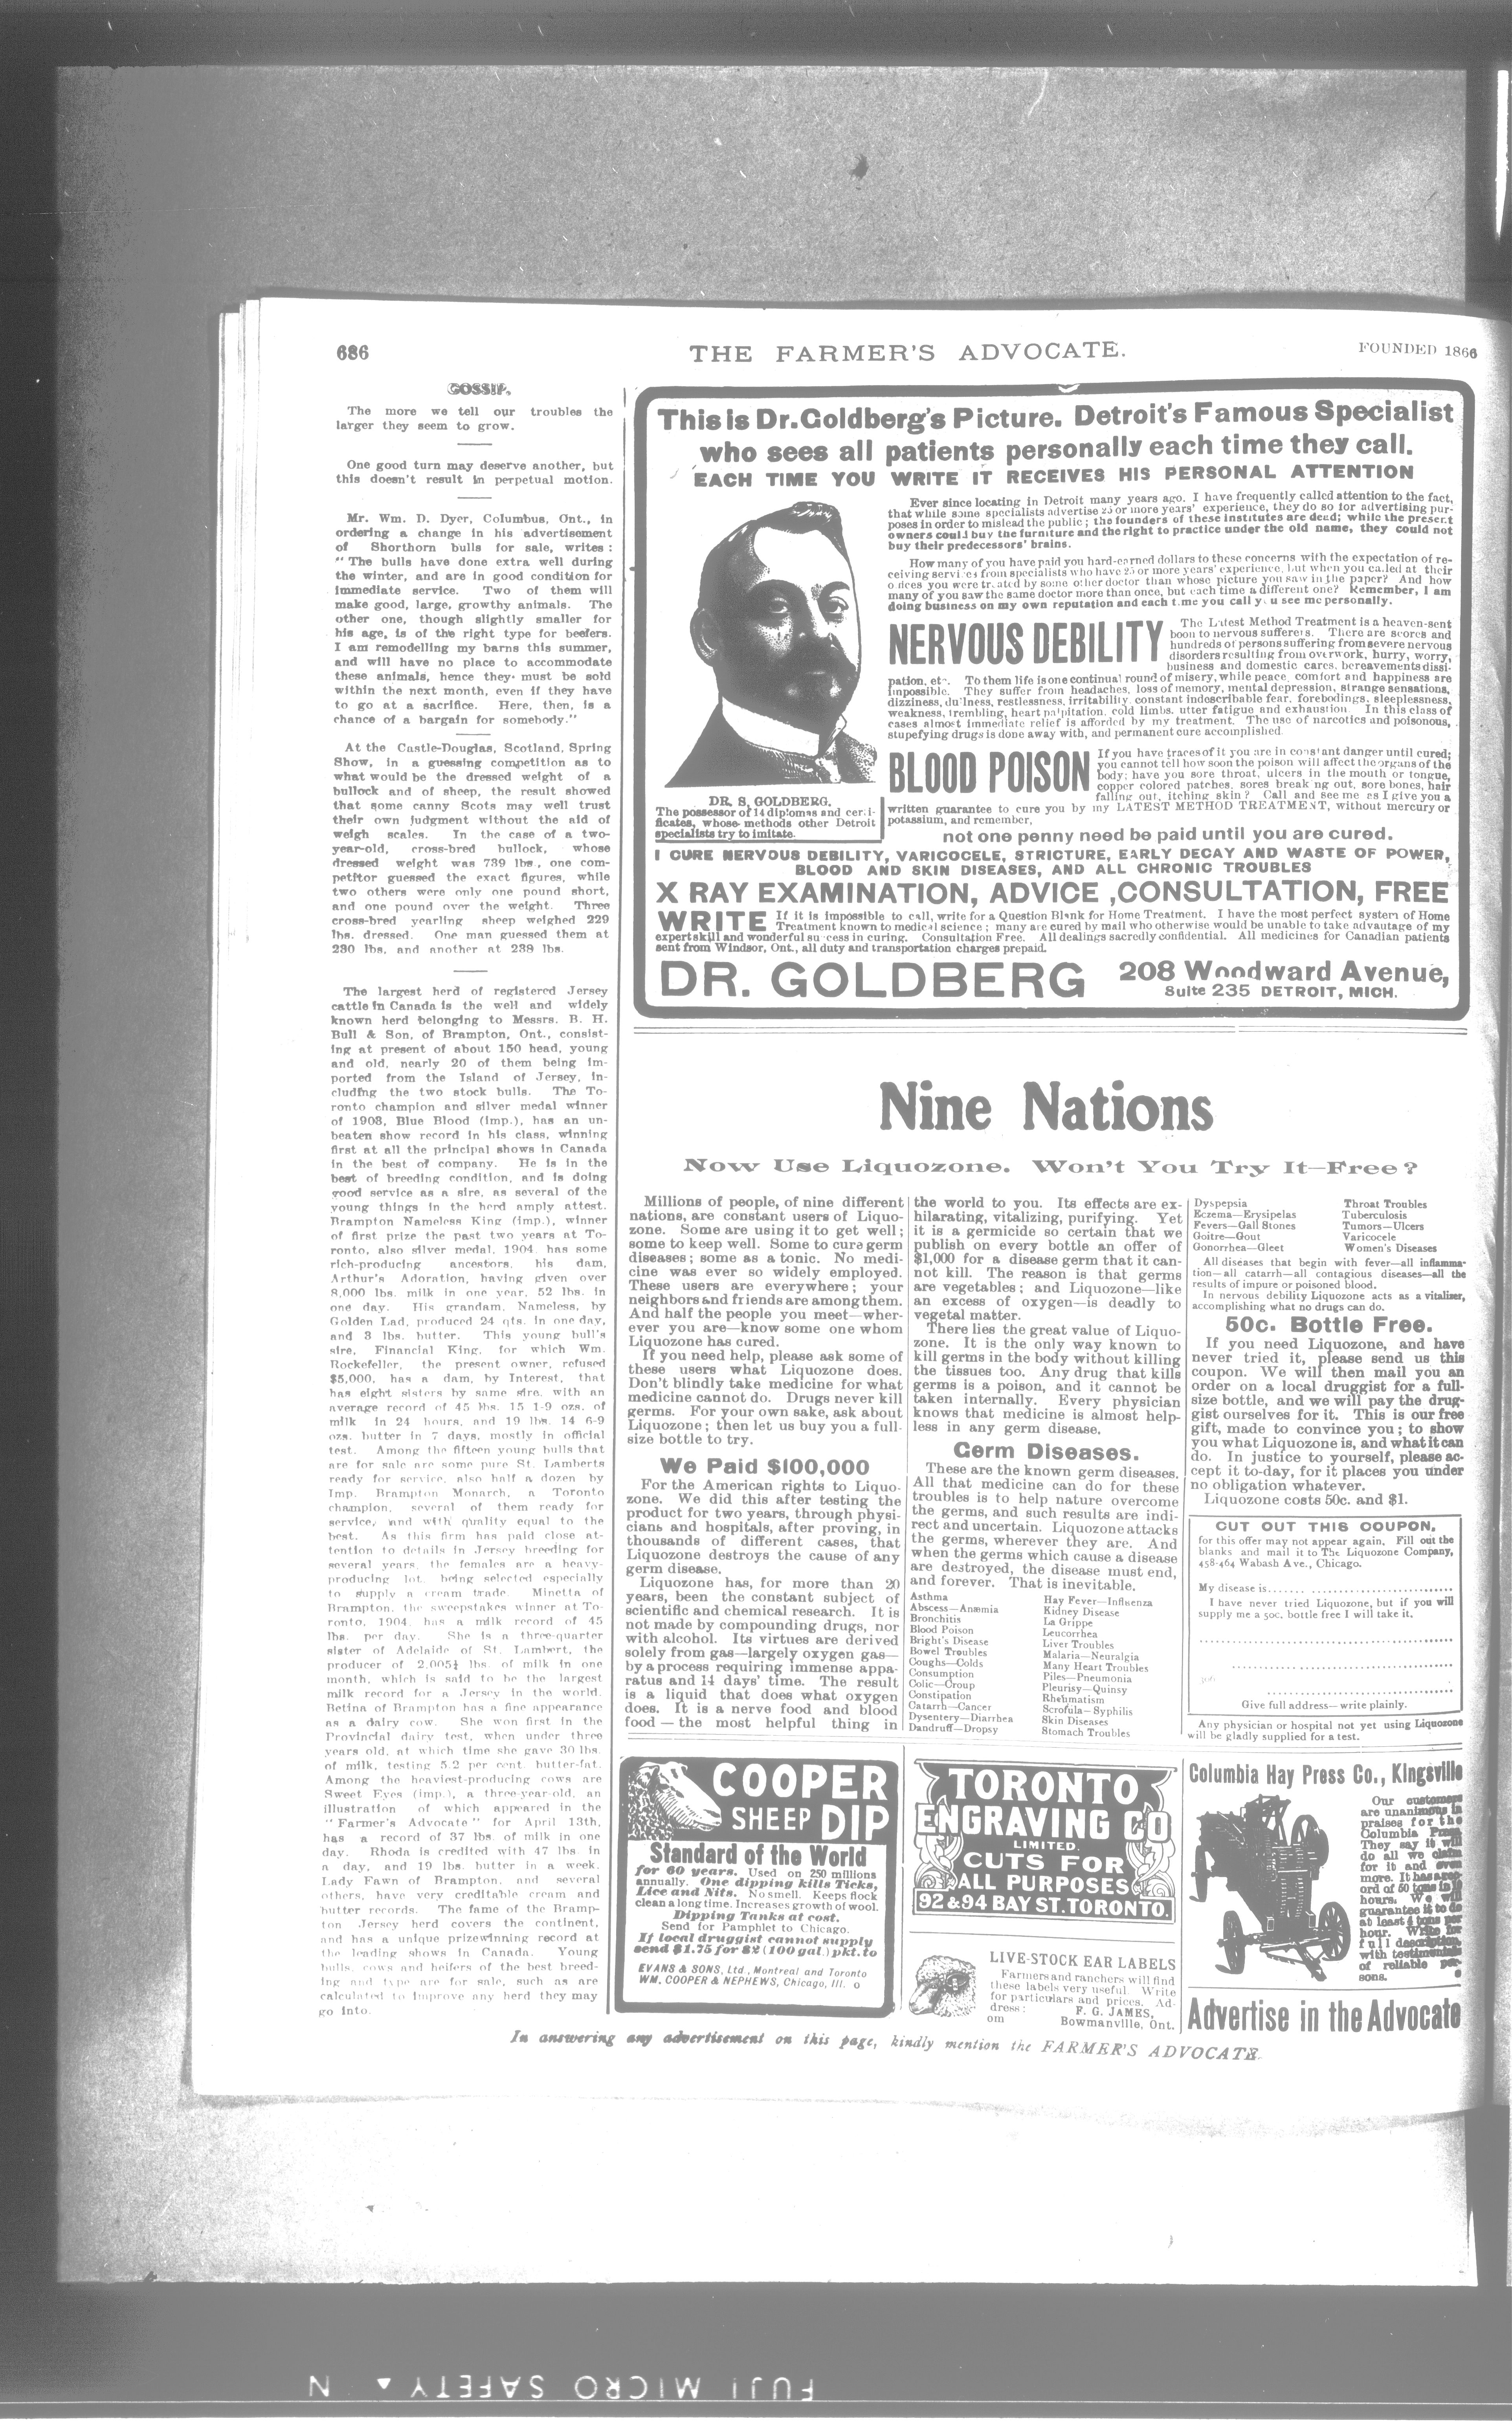 686
THE FARMER'S ADVOCATE.
FOUNDED 1866
GOSSIP.
The more we tell our troubles the
larger they seem to grow.
One good turn may deserve another, but
this doesn't result in perpetual motion.
Mr. Wm. D. Dyer, Columbus, Ont., in
ordering a change in his advertisement
of Shorthorn bulls for sale, writes :
" The bulls have done extra well during
the winter, and are in good condition for
immediate service. Two of them will
make good, large, growthy animals. The
other one, though slightly smaller for
his age, is of the right type for beefers.
I am remodelling my barns this summer,
and will have no place to accommodate
these animals, hence they must be sold
within the next month, even if they have
to go at a sacrifice. Here, then, is a
chance of a bargain for somebody."
At the Castle-Douglas, Scotland, Spring
Show, in a guessing competition as to
what would be the dressed weight of a
bullock and of sheep, the result showed
that some canny Scots may well trust
their own judgment without the aid of
weigh scales. In the case of a two-
year-old, cross-bred bullock, whose
dressed weight was 739 lbs., one com-
petitor guessed the exact figures, while
two others were only one pound short,
and one pound over the weight. Three
cross-bred yearling sheep weighed 229
lbs. dressed. One man guessed them at
230 lbs. and another at 238 lbs.
The largest herd of registered Jersey
cattle in Canada is the well and widely
known herd belonging to Messrs. B. H.
Bull & Son, of Brampton, Ont., consist-
ing at present of about 150 head, young
and old, nearly 20 of them being im-
ported from the Island of Jersey, in-
cluding the two stock bulls. The To-
ronto champion and silver medal winner
of 1903, Blue Blood (imp.), has an un-
beaten show record in his class, winning
first at all the principal shows in Canada
in the best of company. He is in the
best of breeding condition, and is doing
good service as a sire, as several of the
young things in the herd amply attest.
Brampton Nameless King (imp.), winner
of first prize the past two years at To-
ronto, also silver medal, 1904, has some
rich-producing ancestors, his dam,
Arthur's Adoration, having given over
8,000 lbs. milk in one year, 52 lbs. in
one day. His grandam, Nameless, by
Golden Lad, produced 24 qts. in one day,
and 3 lbs. butter. This young bull's
sire, Financial King, for which Wm.
Rockefeller, the present owner, refused
$5,000, has a dam, by Interest, that
has eight sisters by same sire, with an
average record of 45 lbs. 15 1-9 ozs. of
milk in 24 hours, and 19 lbs. 14 6-9
ozs. butter in 7 days, mostly in official
test. Among the fifteen young bulls that
are for sale are some pure St. Lamberts
ready for service, also half a dozen by
Imp. Brampton Monarch, a Toronto
champion, several of them ready for
service, and with quality equal to the
best. As this firm has paid close at-
tention to details in Jersey breeding for
several years, the females are a heavy-
producing lot, being selected especially
to supply a cream trade. Minetta of
Brampton, the sweepstakes winner at To-
ronto, 1904, has a milk record of 45
lbs. per day. She is a three-quarter
sister of Adelaide of St. Lambert, the
producer of 2,005½ lbs. of milk in one
month, which is said to be the largest
milk record for a Jersey in the world.
Betina of Brampton has a fine appearance
as a dairy cow. She won first in the
Provincial dairy test, when under three
years old, at which time she gave 30 lbs.
of milk, testing 5.2 per cent. butter-fat.
Among the heaviest-producing cows are
Sweet Eyes (imp.), a three-year-old, an
illustration of which appeared in the
" Farmer's Advocate " for April 13th,
has a record of 37 lbs. of milk in one
day. Rhoda is credited with 47 lbs. in
a day, and 19 lbs. butter in a week.
Lady Fawn of Brampton, and several
others, have very creditable cream and
butter records. The fame of the Bramp-
ton Jersey herd covers the continent,
and has a unique prizewinning record at
the leading shows in Canada. Young
bulls, cows and heifers of the best breed-
ing and type are for sale, such as are
calculated to improve any herd they may
go into.
This is Dr. Goldberg's Picture. Detroit's Famous Specialist
who sees all patients personally each time they call.
EACH TIME YOU WRITE IT RECEIVES HIS PERSONAL ATTENTION
Ever since locating in Detroit many years ago, I have frequently called attention to the fact,
that while some specialists advertise 25 or more years' experience, they do so for advertising pur-
poses in order to mislead the public ; the founders of these institutes are dead; while the present
owners could buy the furniture and the right to practice under the old name, they could not
buy their predecessors' brains.
How many of you have paid you hard-earned dollars to these concerns with the expectation of re-
ceiving services from specialists who have 25 or more years' experience, but when you called at their
offices you were treated by some other doctor than whose picture you saw in the paper? And how
many of you saw the same doctor more than once, but each time a different one? Remember, I am
doing business on my own reputation and each time you call you see me personally.
NERVOUS DEBILITY
The Latest Method Treatment is a heaven-sent
boon to nervous sufferers. There are scores and
hundreds of persons suffering from severe nervous
disorders resulting from overwork, hurry, worry,
business and domestic cares, bereavements dissi-
pation, etc. To them life is one continual round of misery, while peace, comfort and happiness are
impossible. They suffer from headaches, loss of memory, mental depression, strange sensations,
dizziness, dullness, restlessness, irritability, constant indescribable fear, forebodings, sleeplessness,
weakness, trembling, heart palpitation, cold limbs, utter fatigue and exhaustion. In this class of
cases almost immediate relief is afforded by my treatment. The use of narcotics and poisonous,
stupefying drugs is done away with, and permanent cure accomplished.
BLOOD POISON
If you have traces of it you are in constant danger until cured;
you cannot tell how soon the poison will affect the organs of the
body; have you sore throat, ulcers in the mouth or tongue,
copper colored patches, sores breaking out, sore bones, hair
falling out, itching skin? Call and see me as I give you a
written guarantee to cure you by my LATEST METHOD TREATMENT, without mercury or
potassium, and remember,
not one penny need be paid until you are cured.
DR. S. GOLDBERG.
The possessor of 14 diplomas and certi-
ficates, whose methods other Detroit
specialists try to imitate.
I CURE NERVOUS DEBILITY, VARICOCELE, STRICTURE, EARLY DECAY AND WASTE OF POWER,
BLOOD AND SKIN DISEASES, AND ALL CHRONIC TROUBLES
X RAY EXAMINATION, ADVICE ,CONSULTATION, FREE
WRITE If it is impossible to call, write for a Question Blank for Home Treatment. I have the most perfect system of Home
Treatment known to medical science ; many are cured by mail who otherwise would be unable to take advantage of my
expert skill and wonderful success in curing. Consultation Free. All dealings sacredly confidential. All medicines for Canadian patients
sent from Windsor, Ont., all duty and transportation charges prepaid.
DR. GOLDBERG
208 Woodward Avenue,
Suite 235 DETROIT, MICH.
Nine Nations
Now Use Liquozone. Won't You Try It—Free ?
Millions of people, of nine different
nations, are constant users of Liquo-
zone. Some are using it to get well ;
some to keep well. Some to cure germ
diseases ; some as a tonic. No medi-
cine was ever so widely employed.
These users are everywhere ; your
neighbors and friends are among them.
And half the people you meet—wher-
ever you are—know some one whom
Liquozone has cured.
If you need help, please ask some of
these users what Liquozone does.
Don't blindly take medicine for what
medicine cannot do. Drugs never kill
germs. For your own sake, ask about
Liquozone ; then let us buy you a full-
size bottle to try.
We Paid $100,000
For the American rights to Liquo-
zone. We did this after testing the
product for two years, through physi-
cians and hospitals, after proving, in
thousands of different cases, that
Liquozone destroys the cause of any
germ disease.
Liquozone has, for more than 20
years, been the constant subject of
scientific and chemical research. It is
not made by compounding drugs, nor
with alcohol. Its virtues are derived
solely from gas—largely oxygen gas—
by a process requiring immense appa-
ratus and 14 days' time. The result
is a liquid that does what oxygen
does. It is a nerve food and blood
food — the most helpful thing in
the world to you. Its effects are ex-
hilarating, vitalizing, purifying. Yet
it is a germicide so certain that we
publish on every bottle an offer of
$1,000 for a disease germ that it can-
not kill. The reason is that germs
are vegetables ; and Liquozone—like
an excess of oxygen—is deadly to
vegetal matter.
There lies the great value of Liquo-
zone. It is the only way known to
kill germs in the body without killing
the tissues too. Any drug that kills
germs is a poison, and it cannot be
taken internally. Every physician
knows that medicine is almost help-
less in any germ disease.
Germ Diseases.
These are the known germ diseases.
All that medicine can do for these
troubles is to help nature overcome
the germs, and such results are indi-
rect and uncertain. Liquozone attacks
the germs, wherever they are. And
when the germs which cause a disease
are destroyed, the disease must end,
and forever. That is inevitable.
Asthma
Abscess—Anæmia
Bronchitis
Blood Poison
Bright's Disease
Bowel Troubles
Coughs—Colds
Consumption
Colic—Croup
Constipation
Catarrh—Cancer
Dysentery—Diarrhea
Dandruff—Dropsy
Hay Fever—Influenza
Kidney Disease
La Grippe
Leucorrhea
Liver Troubles
Malaria—Neuralgia
Many Heart Troubles
Piles—Pneumonia
Pleurisy—Quinsy
Rheumatism
Scrofula—Syphilis
Skin Diseases
Stomach Troubles
Dyspepsia
Eczema—Erysipelas
Fevers—Gall Stones
Goitre—Gout
Gonorrhea—Gleet
Throat Troubles
Tuberculosis
Tumors—Ulcers
Varicocele
Women's Diseases
All diseases that begin with fever—all inflamma-
tion—all catarrh—all contagious diseases—all the
results of impure or poisoned blood.
In nervous debility Liquozone acts as a vitalizer,
accomplishing what no drugs can do.
50c. Bottle Free.
If you need Liquozone, and have
never tried it, please send us this
coupon. We will then mail you an
order on a local druggist for a full-
size bottle, and we will pay the drug-
gist ourselves for it. This is our free
gift, made to convince you ; to show
you what Liquozone is, and what it can
do. In justice to yourself, please ac-
cept it to-day, for it places you under
no obligation whatever.
Liquozone costs 50c. and $1.
CUT OUT THIS COUPON.
for this offer may not appear again. Fill out the
blanks and mail it to The Liquozone Company,
458-464 Wabash Ave., Chicago.
My disease is
I have never tried Liquozone, but if you will
supply me a 50c. bottle free I will take it.
Give full address—write plainly.
Any physician or hospital not yet using Liquozone
will be gladly supplied for a test.
COOPER
SHEEP DIP
Standard of the World
for 60 years. Used on 250 millions
annually. One dipping kills Ticks,
Lice and Nits. No smell. Keeps flock
clean a long time. Increases growth of wool.
Dipping Tanks at cost.
Send for Pamphlet to Chicago.
If local druggist cannot supply
send $1.75 for $2 (100 gal.) pkt. to
EVANS & SONS, Ltd., Montreal and Toronto
WM. COOPER & NEPHEWS, Chicago, Ill. o
TORONTO
ENGRAVING CO
LIMITED.
CUTS FOR
ALL PURPOSES
92 & 94 BAY ST. TORONTO.
LIVE-STOCK EAR LABELS
Farmers and ranchers will find
these labels very useful. Write
for particulars and prices. Ad-
dress : F. G. JAMES,
om Bowmanville, Ont.
Columbia Hay Press Co., Kingsville
Our customers
are unanimous in
praises for the
Columbia Press.
They say it will
do all we claim
for it and even
more. It has a rec-
ord of 50 tons in 10
hours. We will
guarantee it to do
at least 4 tons per
hour. Write for
full description
with testimonials
of reliable per-
sons. o
Advertise in the Advocate
In answering any advertisement on this page, kindly mention the FARMER'S ADVOCATE.
FUJI MICRO SAFETY N